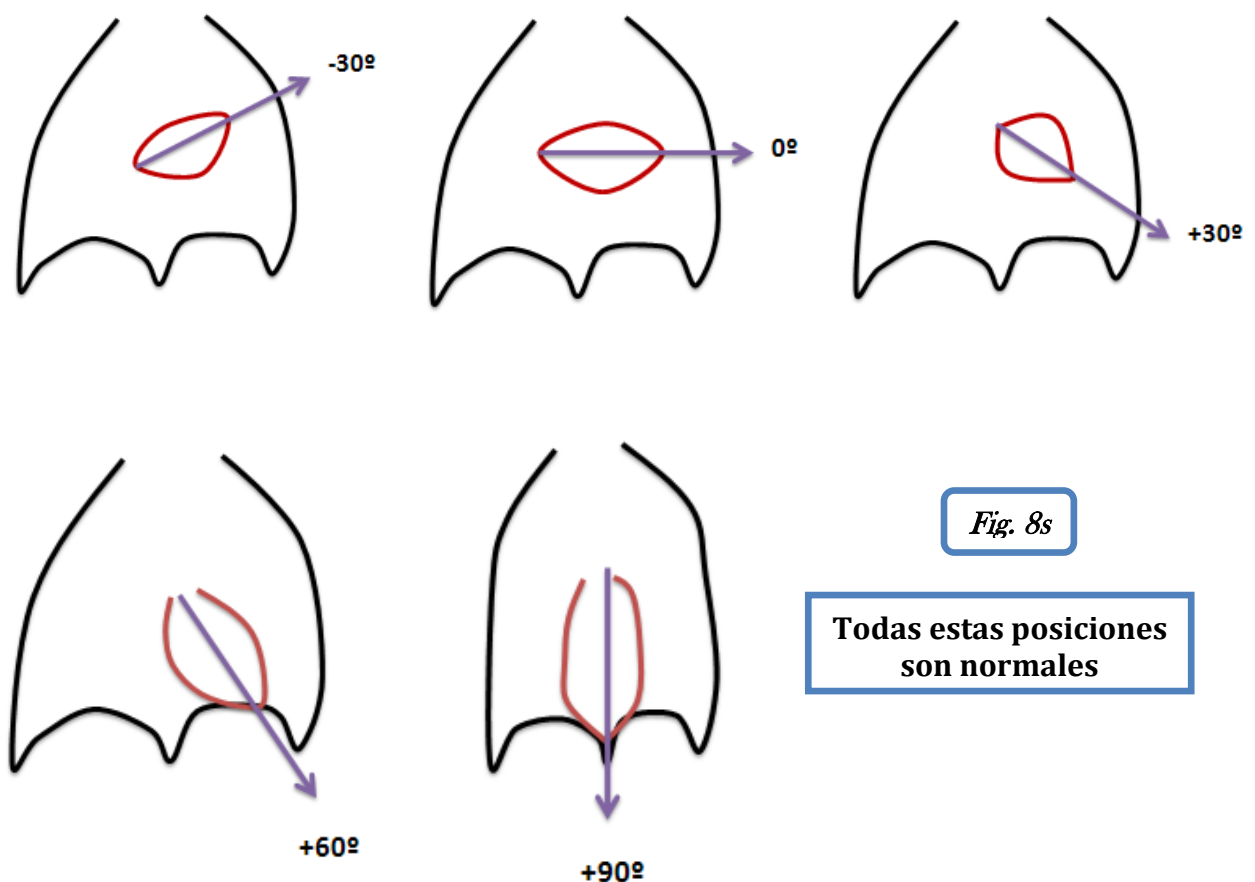 -30º
0º
+30º
+60º
+90º
Fig. 8s
Todas estas posiciones
son normales